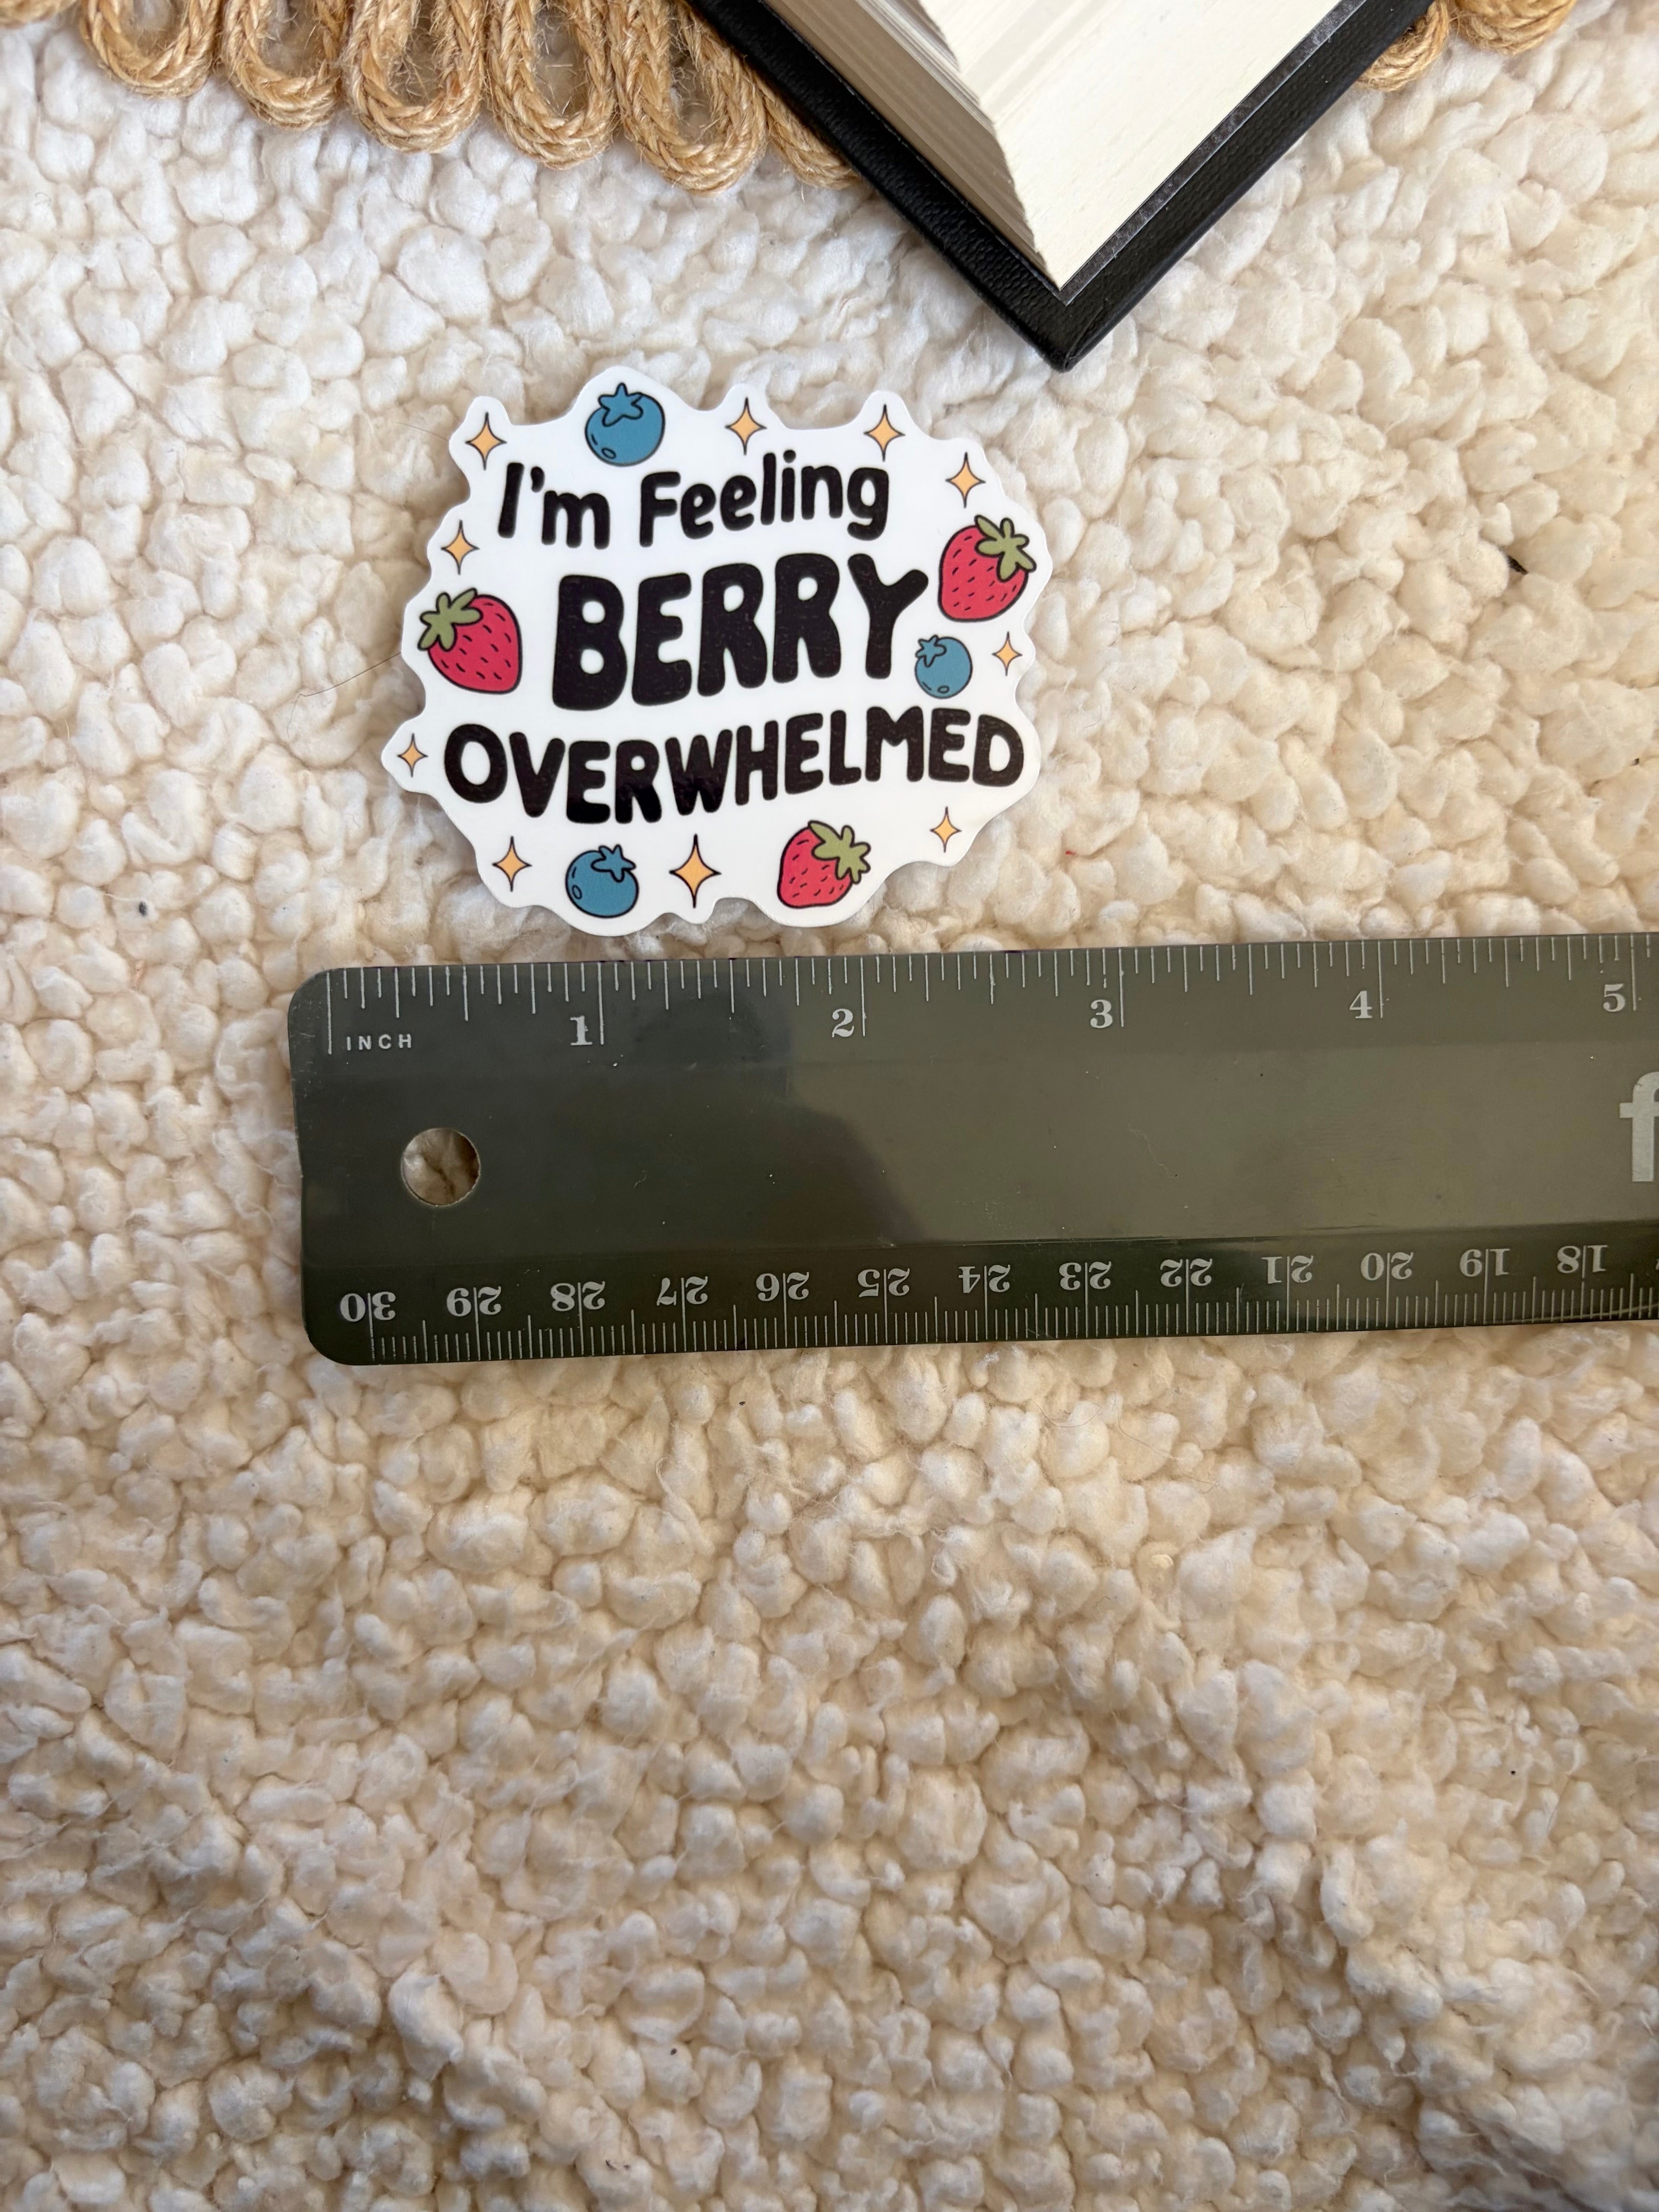 I'm Feeling
BERRY
OVERWHELMED
1 2 3 4 5
INCH
f
30 29 28 27 26 25 24 23 22 21 20 19 18